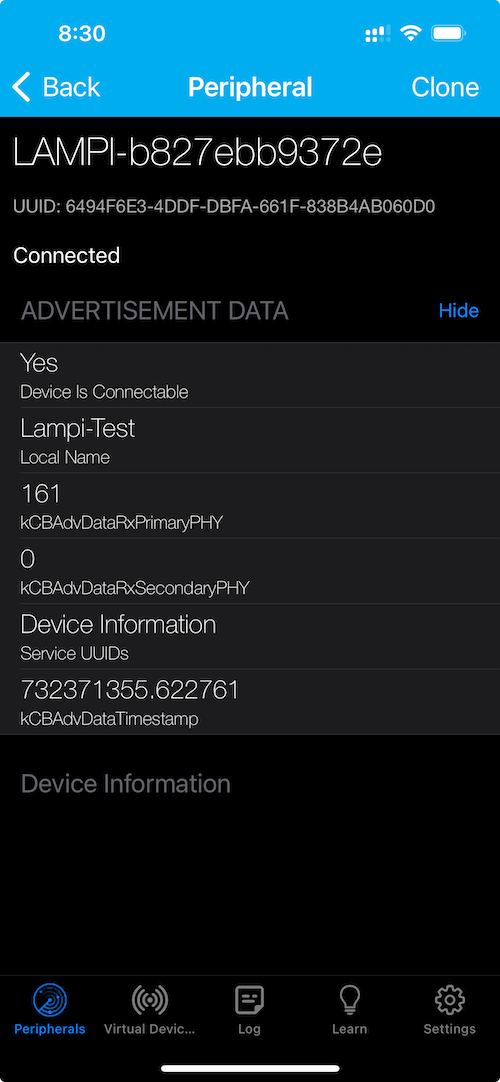 8:30
Back Peripheral Clone
LAMPI-b827ebb9372e
UUID: 6494F6E3-4DDF-DBFA-661F-838B4AB060D0
Connected
ADVERTISEMENT DATA Hide
Yes
Device Is Connectable
Lampi-Test
Local Name
161
kCBAdvDataRxPrimaryPHY
0
kCBAdvDataRxSecondaryPHY
Device Information
Service UUIDs
732371355.622761
kCBAdvDataTimestamp
Device Information
Peripherals Virtual Devic... Log Learn Settings